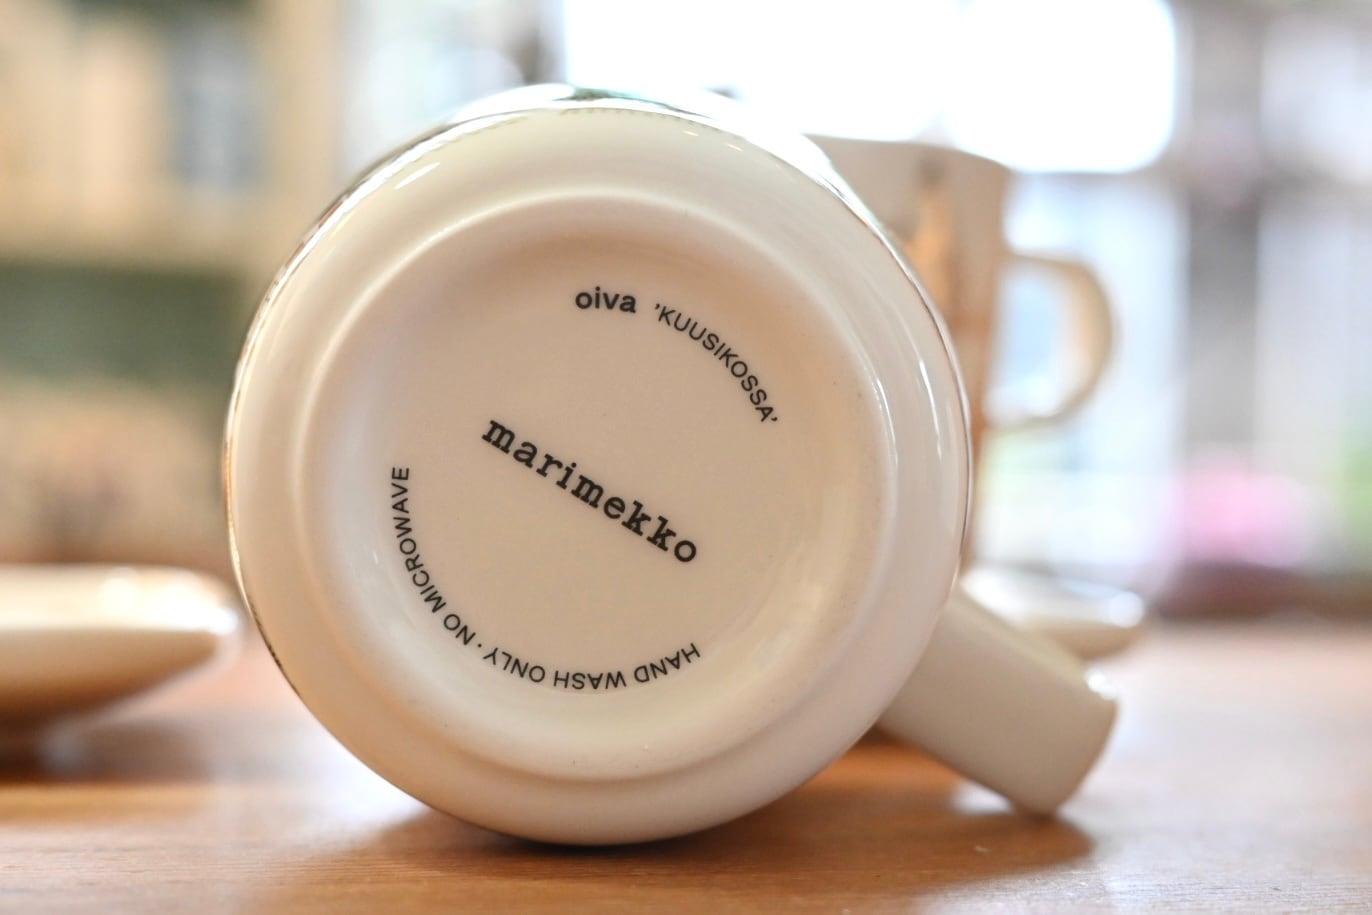 oiva 'KUUSIKOSSA'
marimekko
HAND WASH ONLY · NO MICROWAVE